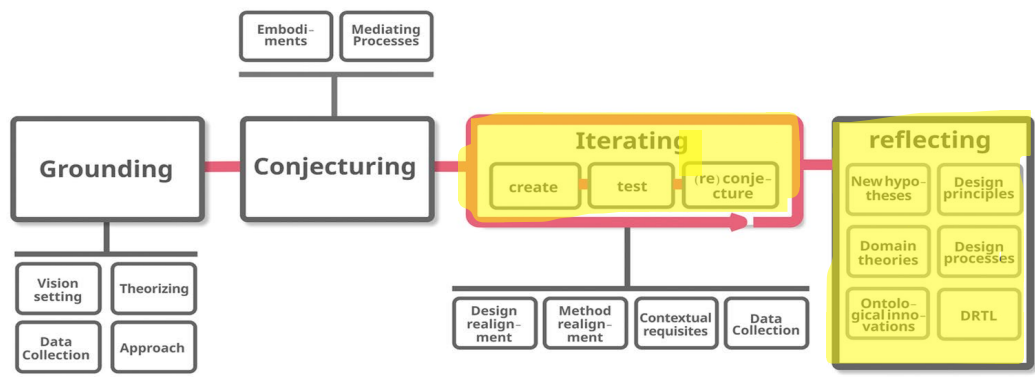 Embodi-
ments
Mediating
Processes
Grounding
Conjecturing
Iterating
create
test
(re) conje-
cture
reflecting
New hypo-
theses
Design
principles
Domain
theories
Design
processes
Ontolo-
gical inno-
vations
DRTL
Vision
setting
Theorizing
Data
Collection
Approach
Design
realign-
ment
Method
realign-
ment
Contextual
requisites
Data
Collection